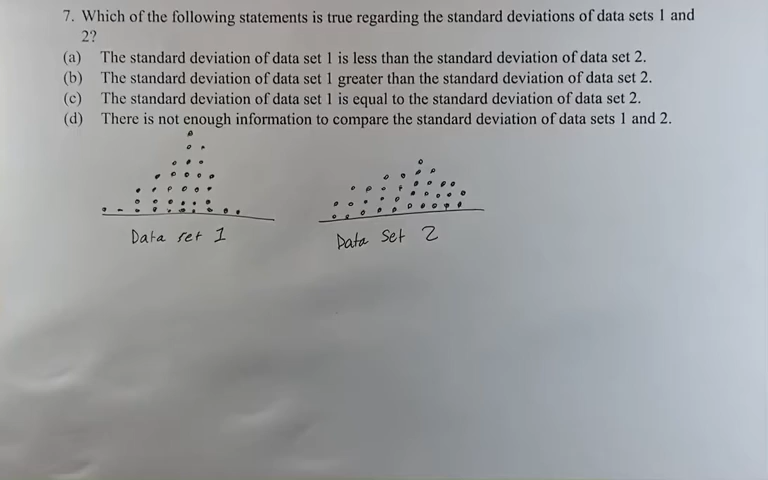 7. Which of the following statements is true regarding the standard deviations of data sets 1 and
2?
(a) The standard deviation of data set 1 is less than the standard deviation of data set 2.
(b) The standard deviation of data set 1 greater than the standard deviation of data set 2.
(c) The standard deviation of data set 1 is equal to the standard deviation of data set 2.
(d) There is not enough information to compare the standard deviation of data sets 1 and 2.
Data set 1
Data Set 2